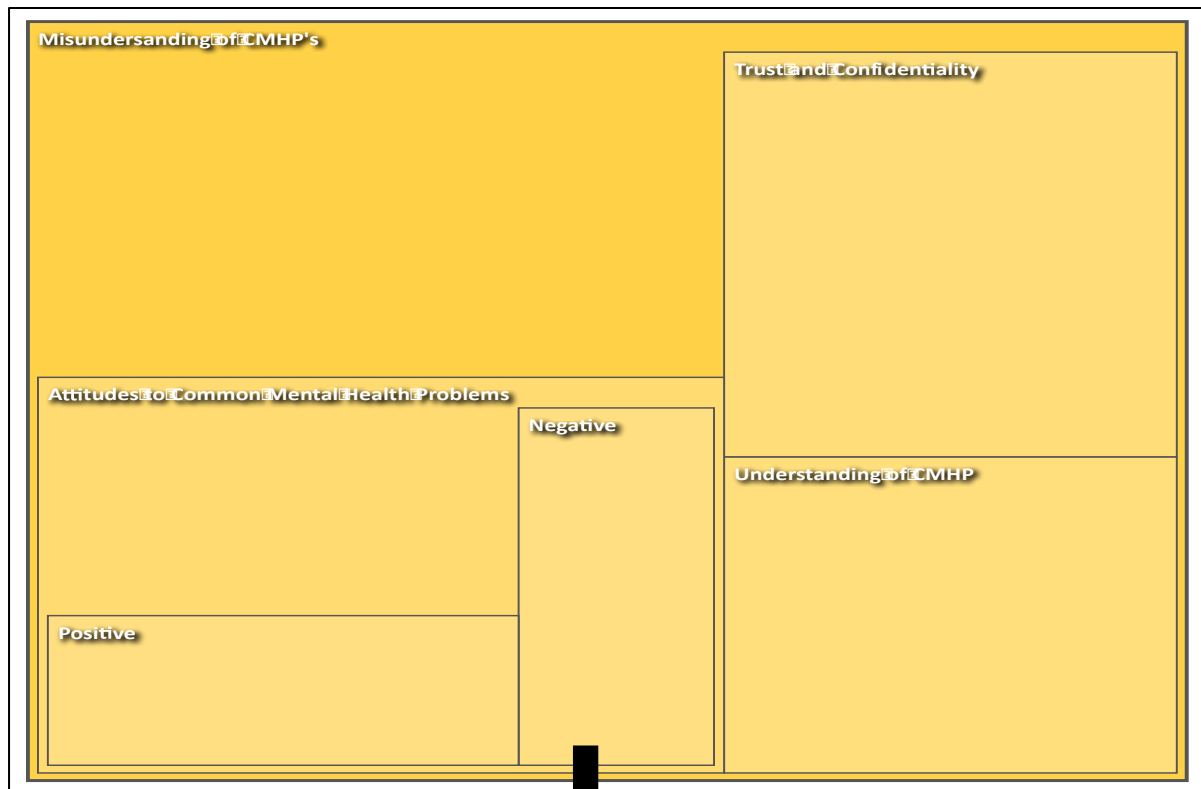 Misundersanding of CMHP's
Trust and Confidentiality
Attitudes to Common Mental Health Problems
Negative
Understanding of CMHP
Positive